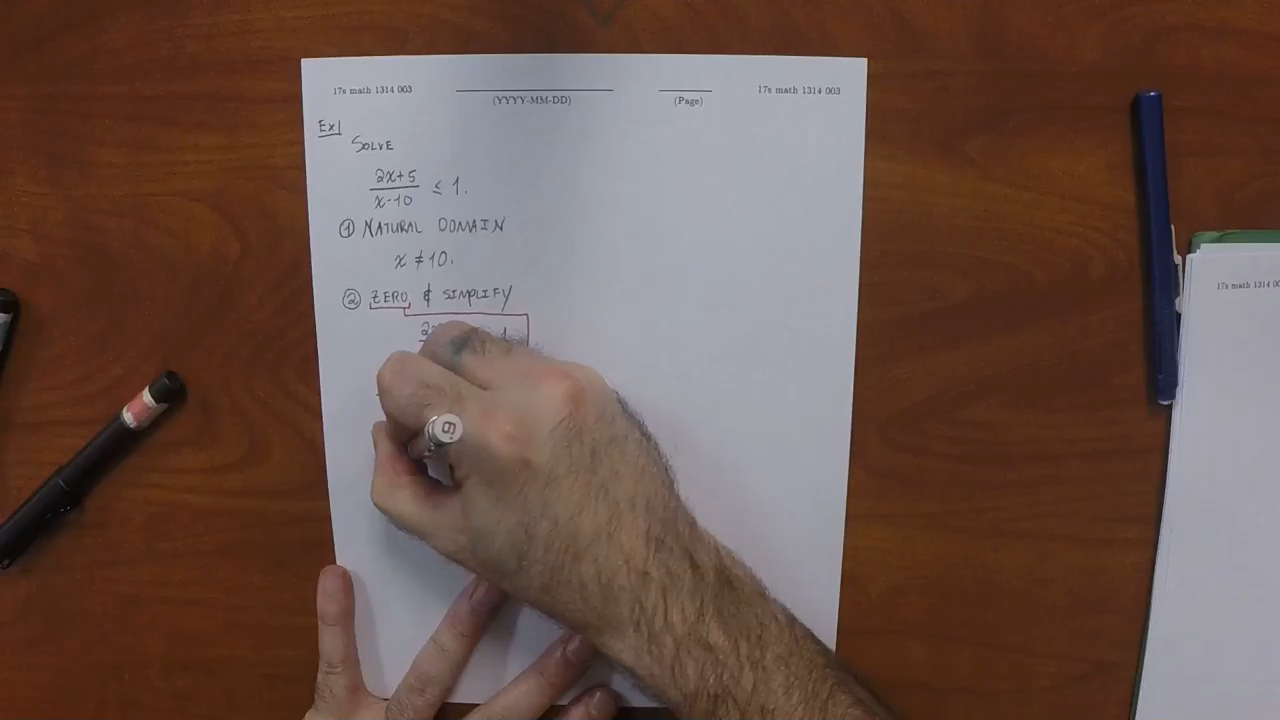 17s math 1314 003 (YYYY-MM-DD) (Page) 17s math 1314 003
Ex1
SOLVE
2x+5
x-10 ≤ 1.
① NATURAL DOMAIN
x ≠ 10.
② ZERO & SIMPLIFY
6
17s math 1314